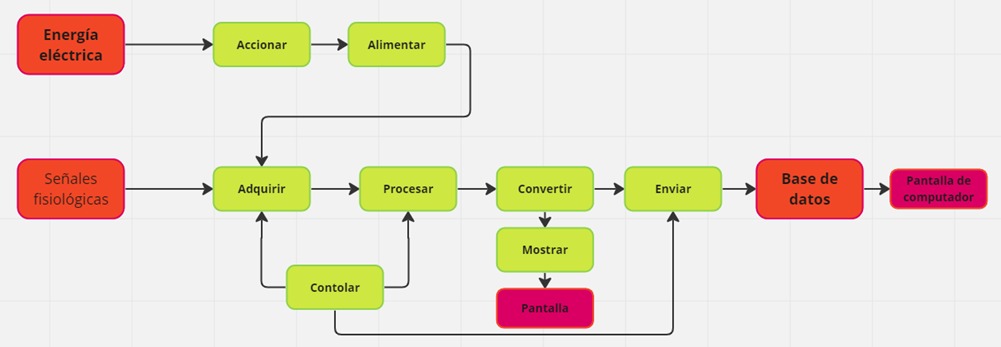 Energía
eléctrica
Accionar
Alimentar
Señales
fisiológicas
Adquirir
Procesar
Convertir
Enviar
Base de
datos
Pantalla de
computador
Mostrar
Contolar
Pantalla